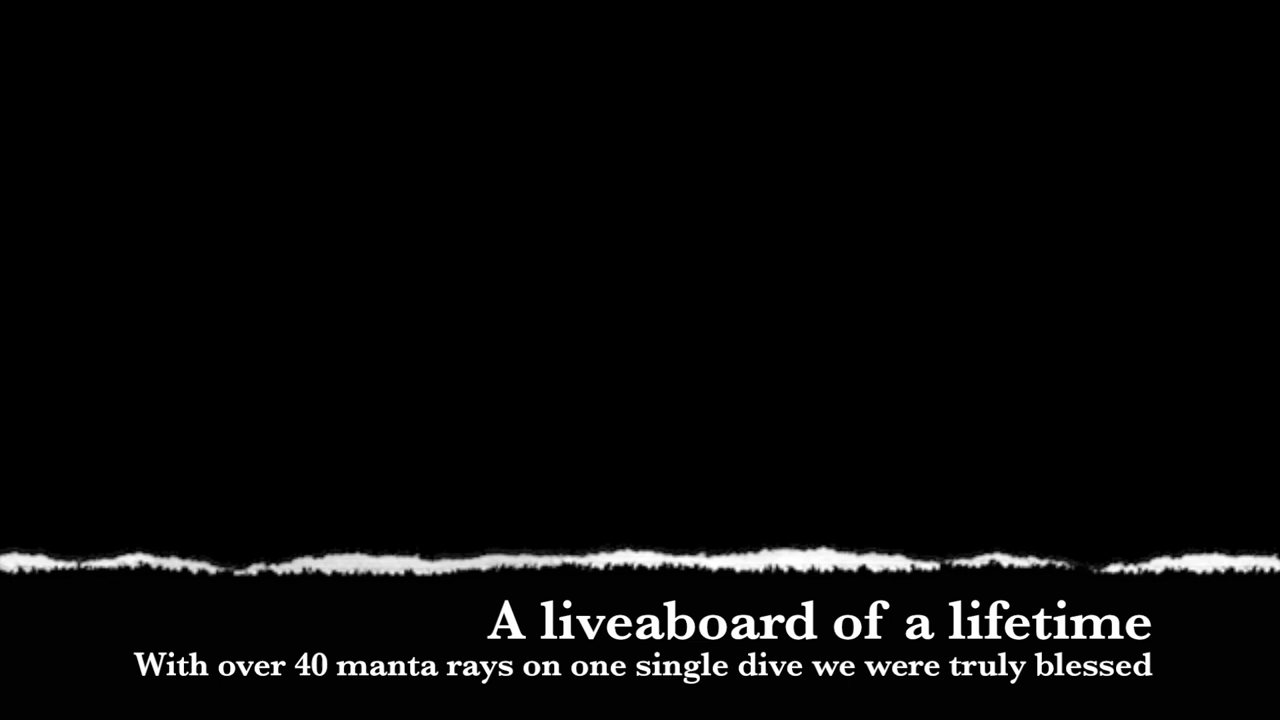 A liveaboard of a lifetime
With over 40 manta rays on one single dive we were truly blessed